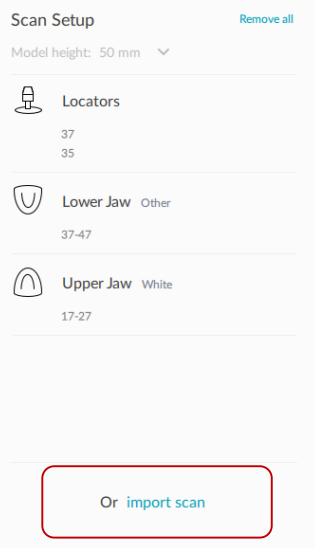 Scan Setup Remove all
Model height: 50 mm
Locators
37
35
Lower Jaw Other
37-47
Upper Jaw White
17-27
Or import scan